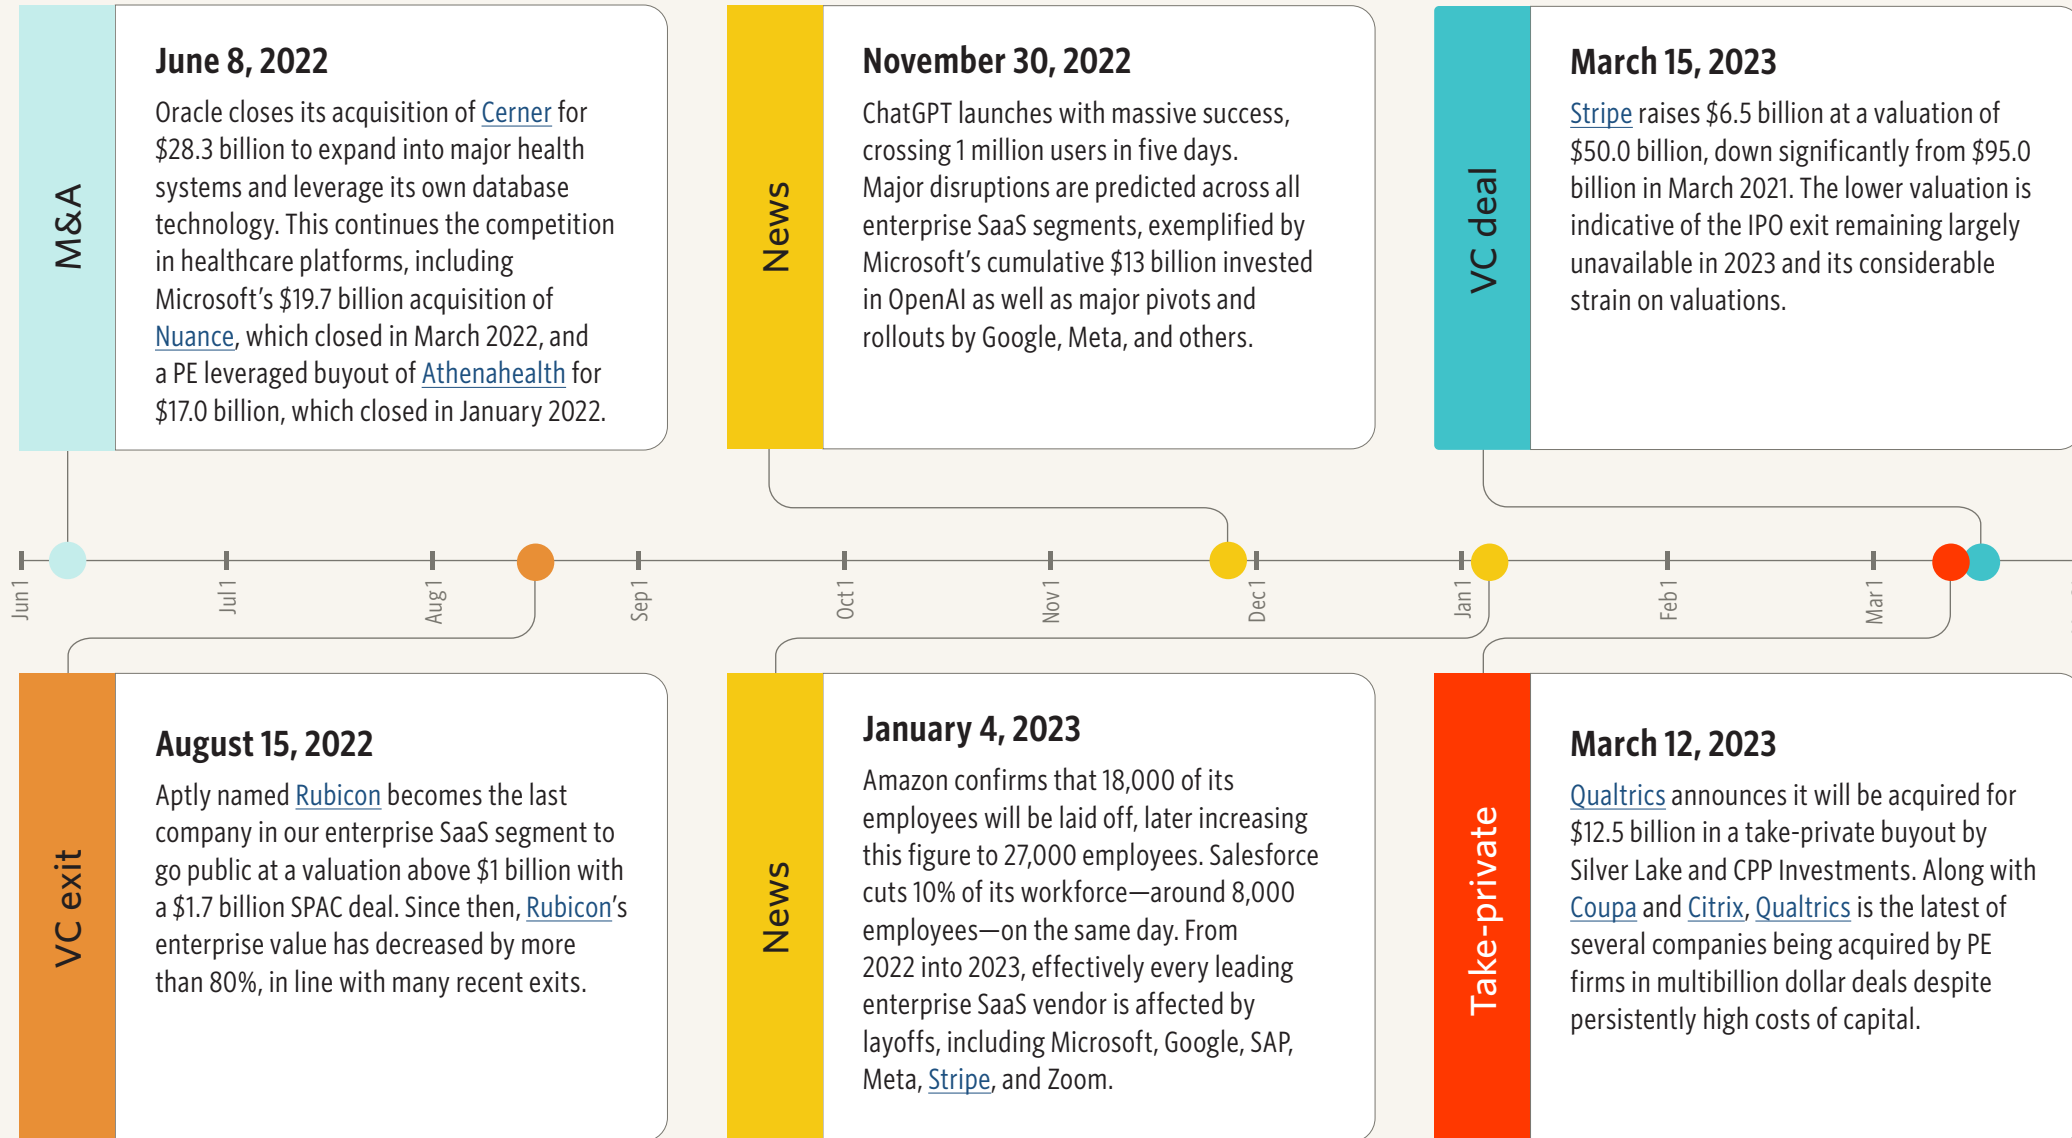 M&A
June 8, 2022
Oracle closes its acquisition of Cerner for
$28.3 billion to expand into major health
systems and leverage its own database
technology. This continues the competition
in healthcare platforms, including
Microsoft's $19.7 billion acquisition of
Nuance, which closed in March 2022, and
a PE leveraged buyout of Athenahealth for
$17.0 billion, which closed in January 2022.
News
November 30, 2022
ChatGPT launches with massive success,
crossing 1 million users in five days.
Major disruptions are predicted across all
enterprise SaaS segments, exemplified by
Microsoft's cumulative $13 billion invested
in OpenAI as well as major pivots and
rollouts by Google, Meta, and others.
VC deal
March 15, 2023
Stripe raises $6.5 billion at a valuation of
$50.0 billion, down significantly from $95.0
billion in March 2021. The lower valuation is
indicative of the IPO exit remaining largely
unavailable in 2023 and its considerable
strain on valuations.
Jun 1
Jul 1
Aug 1
Sep 1
Oct 1
Nov 1
Dec 1
Jan 1
Feb 1
Mar 1
VC exit
August 15, 2022
Aptly named Rubicon becomes the last
company in our enterprise SaaS segment to
go public at a valuation above $1 billion with
a $1.7 billion SPAC deal. Since then, Rubicon's
enterprise value has decreased by more
than 80%, in line with many recent exits.
News
January 4, 2023
Amazon confirms that 18,000 of its
employees will be laid off, later increasing
this figure to 27,000 employees. Salesforce
cuts 10% of its workforce—around 8,000
employees—on the same day. From
2022 into 2023, effectively every leading
enterprise SaaS vendor is affected by
layoffs, including Microsoft, Google, SAP,
Meta, Stripe, and Zoom.
Take-private
March 12, 2023
Qualtrics announces it will be acquired for
$12.5 billion in a take-private buyout by
Silver Lake and CPP Investments. Along with
Coupa and Citrix, Qualtrics is the latest of
several companies being acquired by PE
firms in multibillion dollar deals despite
persistently high costs of capital.